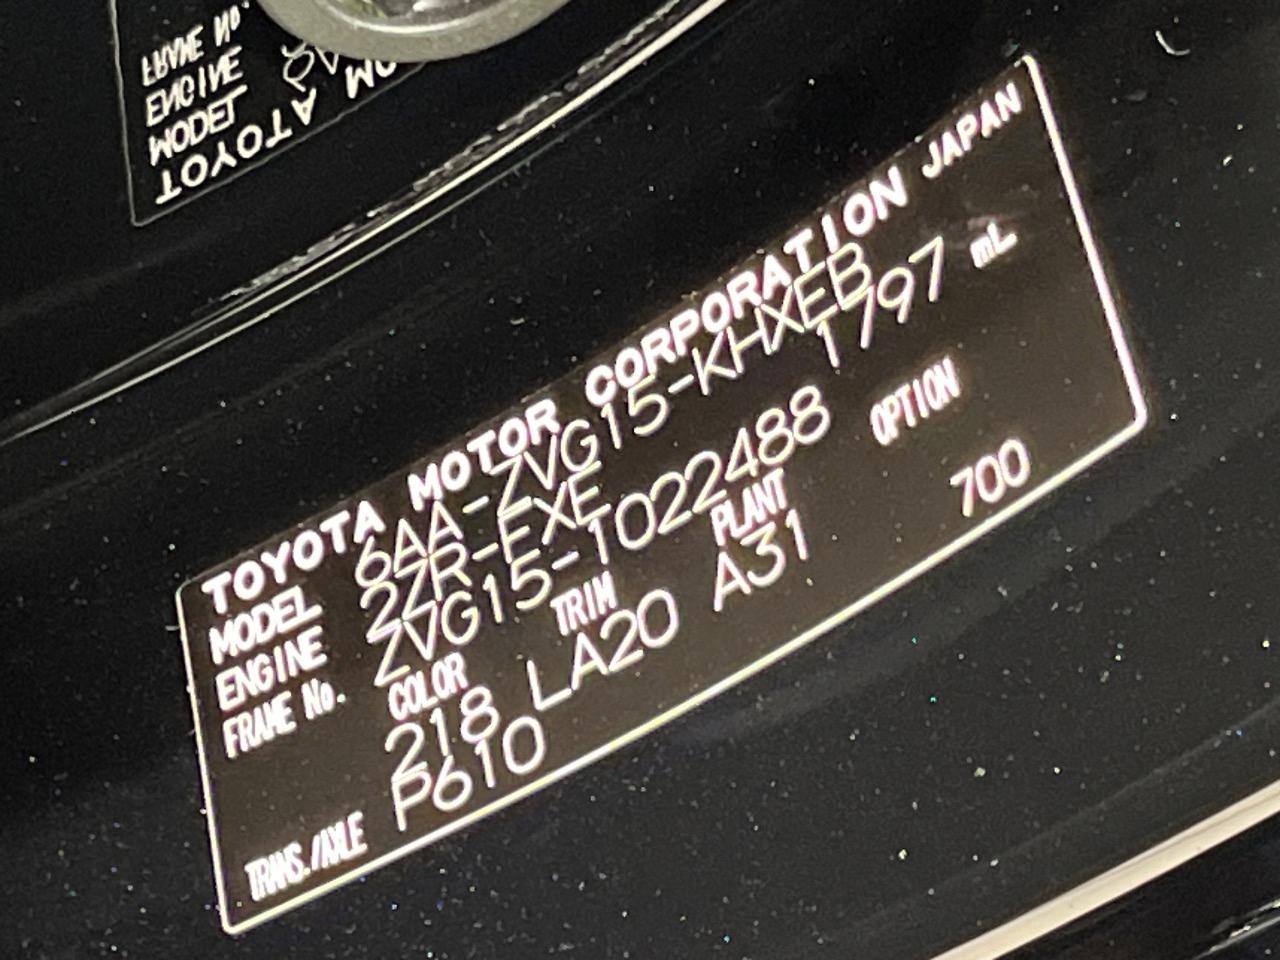 TOYOTA MOTOR CORPORATION JAPAN
MODEL 6AA-ZVG15-KHXEB
ENGINE 2ZR-FXE 1797 mL
FRAME No. ZVG15-1022488
COLOR TRIM PLANT OPTION
218 LA20 A31 700
TRANS./AXLE P610
FRAME No.
ENGINE
MODEL
TOYOTA MO